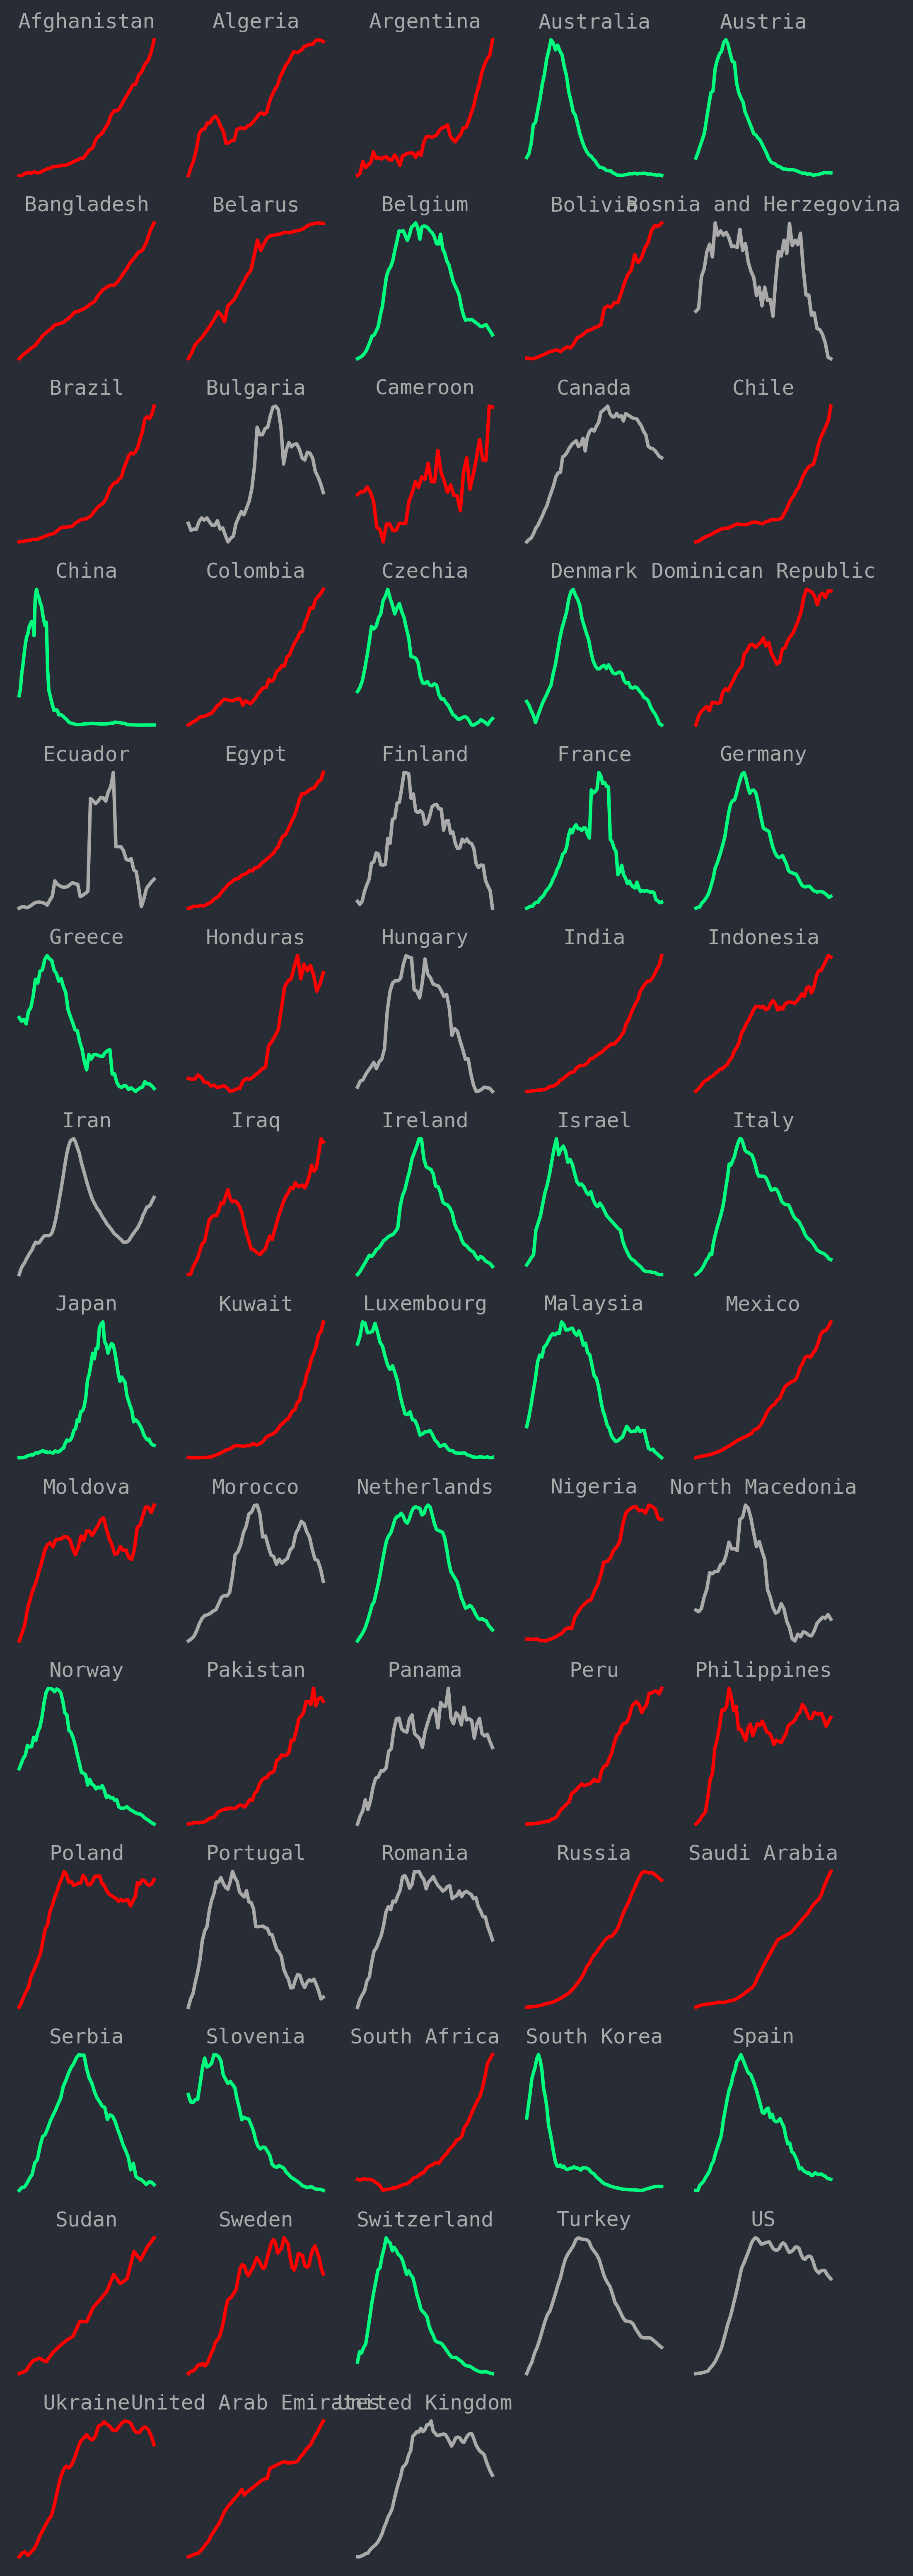 Afghanistan Algeria Argentina Australia Austria
Bangladesh Belarus Belgium Bolivia Bosnia and Herzegovina
Brazil Bulgaria Cameroon Canada Chile
China Colombia Czechia Denmark Dominican Republic
Ecuador Egypt Finland France Germany
Greece Honduras Hungary India Indonesia
Iran Iraq Ireland Israel Italy
Japan Kuwait Luxembourg Malaysia Mexico
Moldova Morocco Netherlands Nigeria North Macedonia
Norway Pakistan Panama Peru Philippines
Poland Portugal Romania Russia Saudi Arabia
Serbia Slovenia South Africa South Korea Spain
Sudan Sweden Switzerland Turkey US
Ukraine United Arab Emirates United Kingdom